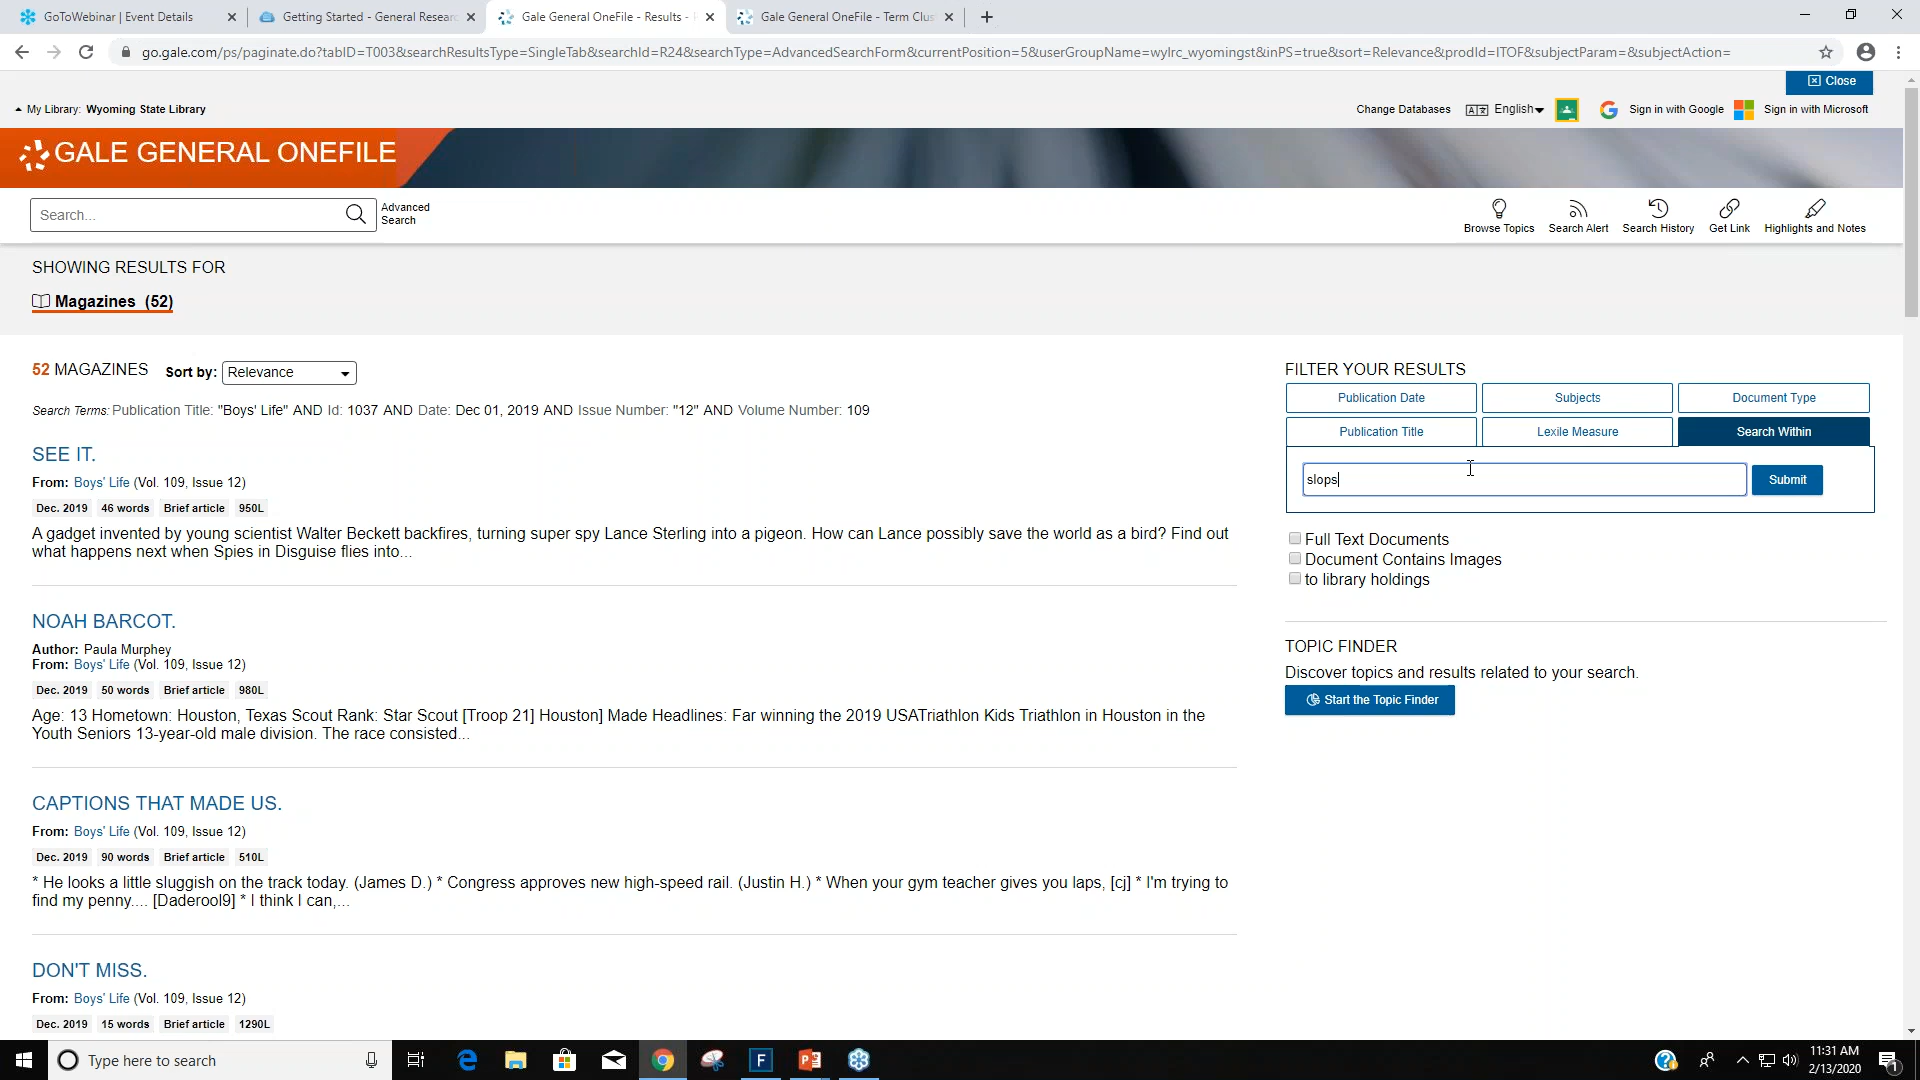 GoToWebinar | Event Details
Getting Started - General Researc
Gale General OneFile - Results -
Gale General OneFile - Term Clus
go.gale.com/ps/paginate.do?tabID=T003&searchResultsType=SingleTab&searchId=R24&searchType=AdvancedSearchForm&currentPosition=5&userGroupName=wylrc_wyomingst&inPS=true&sort=Relevance&prodId=ITOF&subjectParam=&subjectAction=
Close
My Library: Wyoming State Library
Change Databases
English
Sign in with Google
Sign in with Microsoft
GALE GENERAL ONEFILE
Search...
Advanced
Search
Browse Topics
Search Alert
Search History
Get Link
Highlights and Notes
SHOWING RESULTS FOR
Magazines (52)
52 MAGAZINES Sort by: Relevance
Search Terms: Publication Title: "Boys' Life" AND Id: 1037 AND Date: Dec 01, 2019 AND Issue Number: "12" AND Volume Number: 109
SEE IT.
From: Boys' Life (Vol. 109, Issue 12)
Dec. 2019 46 words Brief article 950L
A gadget invented by young scientist Walter Beckett backfires, turning super spy Lance Sterling into a pigeon. How can Lance possibly save the world as a bird? Find out
what happens next when Spies in Disguise flies into...
NOAH BARCOT.
Author: Paula Murphey
From: Boys' Life (Vol. 109, Issue 12)
Dec. 2019 50 words Brief article 980L
Age: 13 Hometown: Houston, Texas Scout Rank: Star Scout [Troop 21] Houston] Made Headlines: Far winning the 2019 USATriathlon Kids Triathlon in Houston in the
Youth Seniors 13-year-old male division. The race consisted...
CAPTIONS THAT MADE US.
From: Boys' Life (Vol. 109, Issue 12)
Dec. 2019 90 words Brief article 510L
* He looks a little sluggish on the track today. (James D.) * Congress approves new high-speed rail. (Justin H.) * When your gym teacher gives you laps, [cj] * I'm trying to
find my penny.... [Daderool9] * I think I can,...
DON'T MISS.
From: Boys' Life (Vol. 109, Issue 12)
Dec. 2019 15 words Brief article 1290L
FILTER YOUR RESULTS
Publication Date
Subjects
Document Type
Publication Title
Lexile Measure
Search Within
slops
Submit
Full Text Documents
Document Contains Images
to library holdings
TOPIC FINDER
Discover topics and results related to your search.
Start the Topic Finder
Type here to search
11:31 AM
2/13/2020